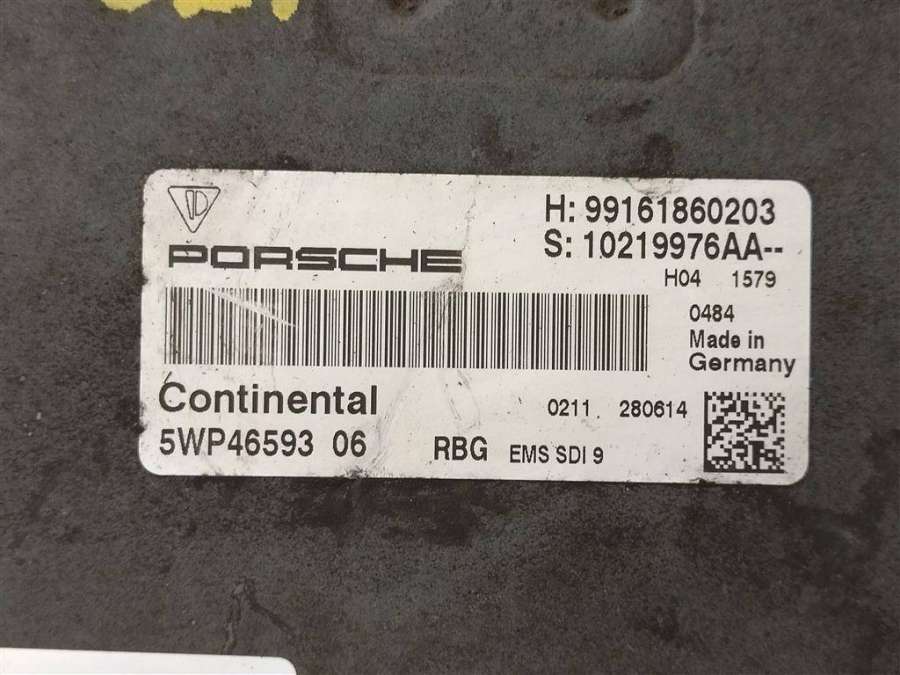 H: 99161860203
PORSCHE
S: 10219976AA--
H04 1579
0484
Made in
Germany
Continental
0211 280614
5WP46593 06 RBG EMS SDI 9